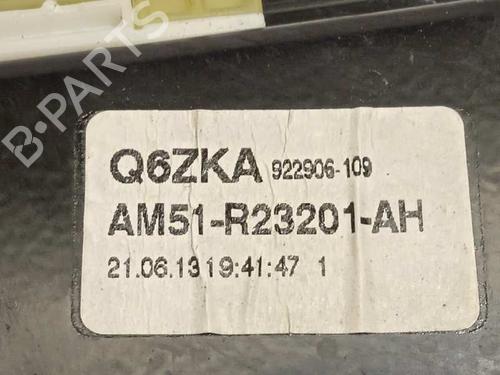 B-PARTS
Q6ZKA 922906-109
AM51-R23201-AH
21.06.13 19:41:47 1